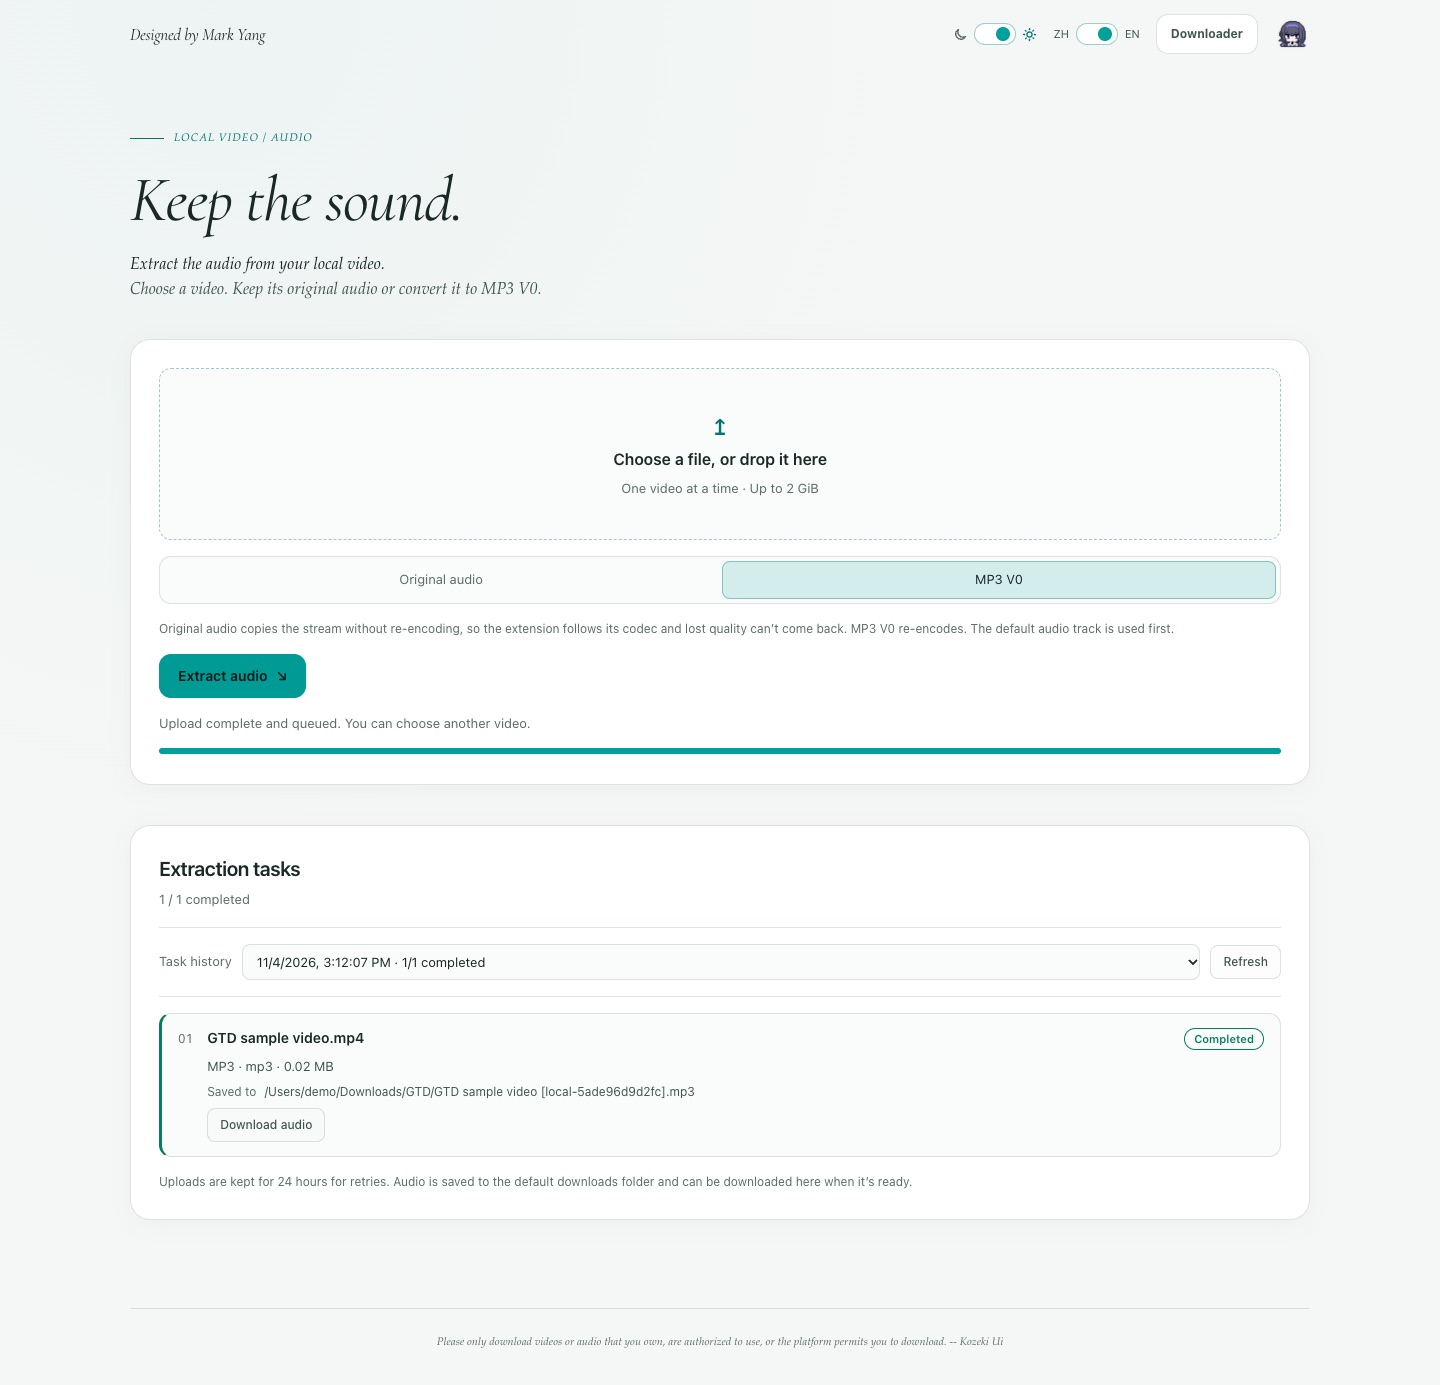 Designed by Mark Yang
ZH
EN
Downloader
LOCAL VIDEO / AUDIO
Keep the sound.
Extract the audio from your local video.
Choose a video. Keep its original audio or convert it to MP3 V0.
Choose a file, or drop it here
One video at a time · Up to 2 GiB
Original audio
MP3 V0
Original audio copies the stream without re-encoding, so the extension follows its codec and lost quality can't come back. MP3 V0 re-encodes. The default audio track is used first.
Extract audio ↘
Upload complete and queued. You can choose another video.
Extraction tasks
1 / 1 completed
Task history
11/4/2026, 3:12:07 PM · 1/1 completed
Refresh
01
GTD sample video.mp4
Completed
MP3 · mp3 · 0.02 MB
Saved to /Users/demo/Downloads/GTD/GTD sample video [local-5ade96d9d2fc].mp3
Download audio
Uploads are kept for 24 hours for retries. Audio is saved to the default downloads folder and can be downloaded here when it's ready.
Please only download videos or audio that you own, are authorized to use, or the platform permits you to download. -- Kozeki Ui